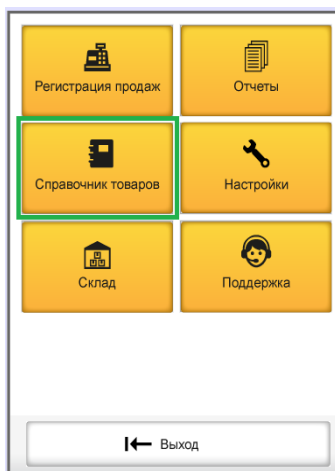 Регистрация продаж
Отчеты
Справочник товаров
Настройки
Склад
Поддержка
Выход